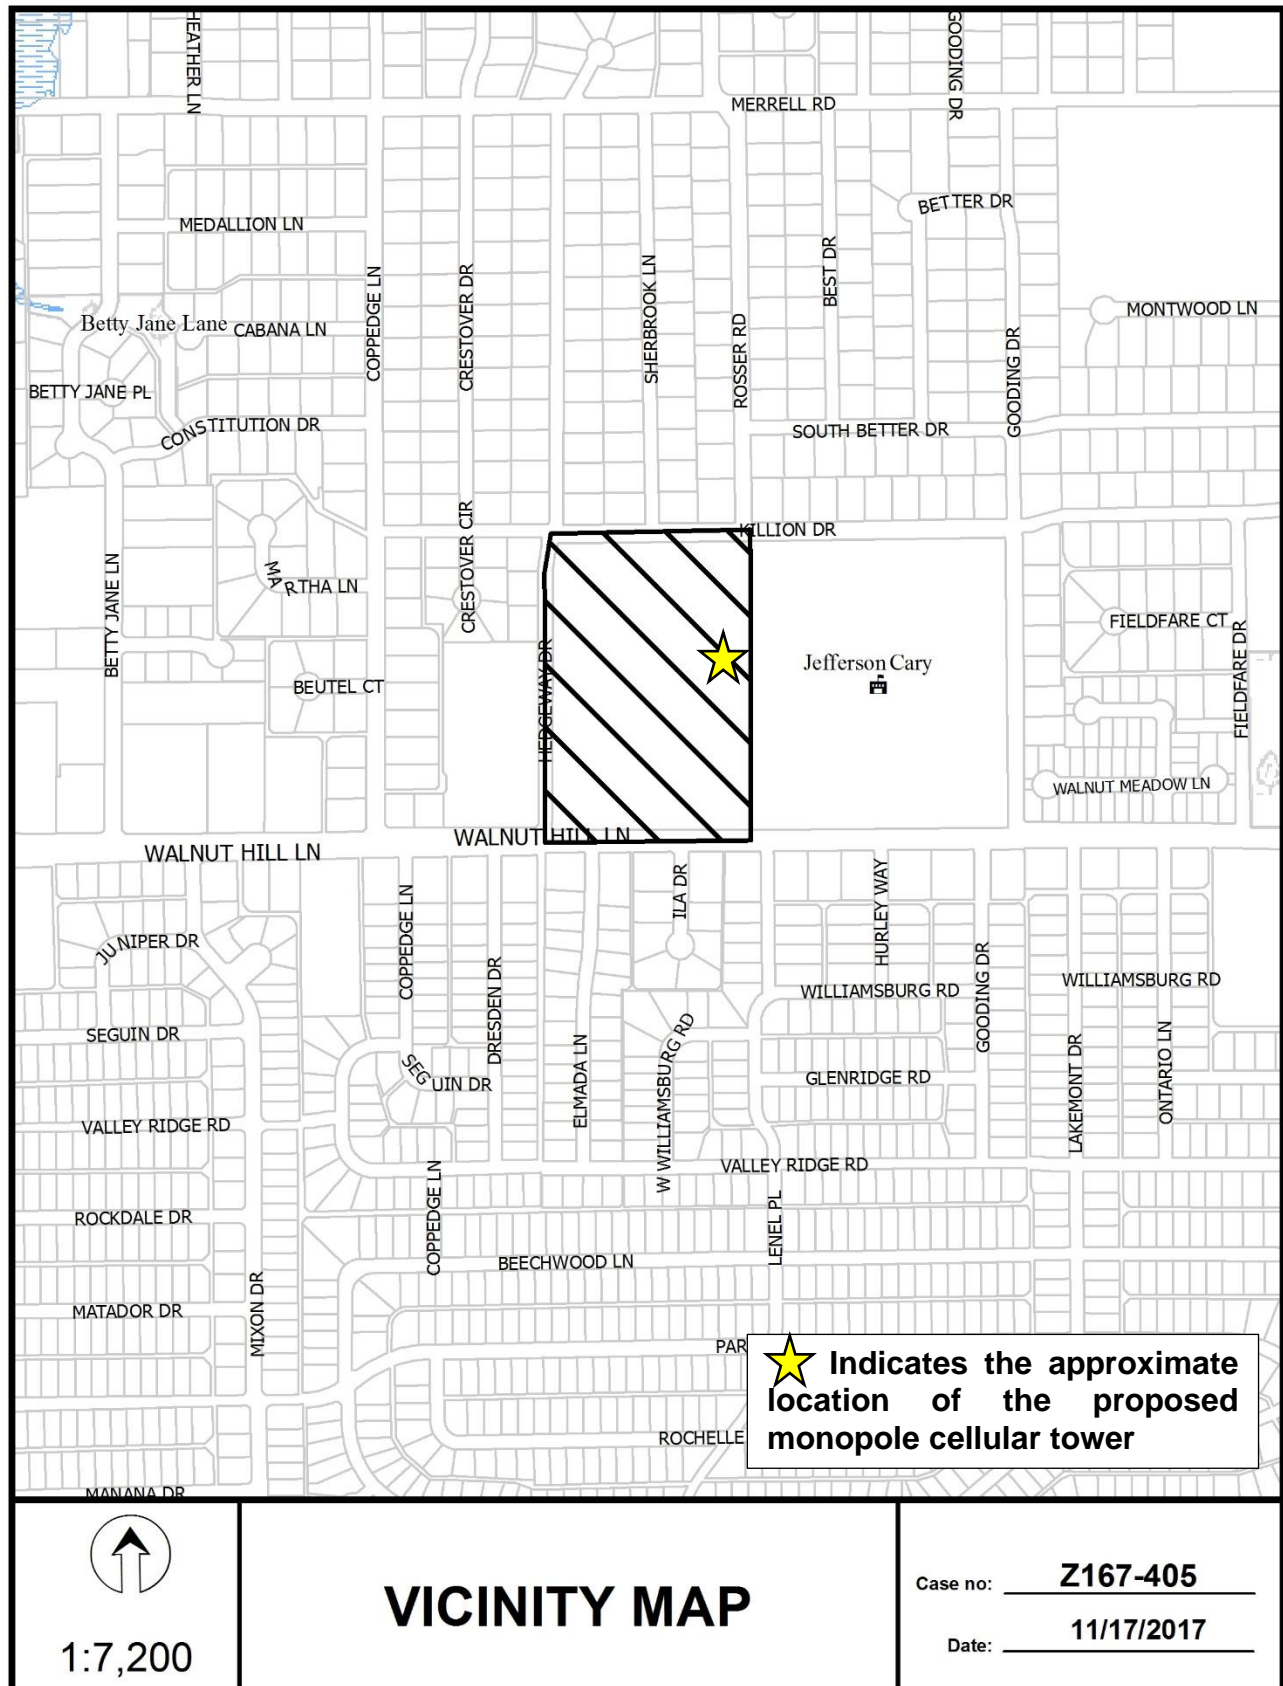 HEATHER LN
GOODING DR
MERRELL RD
MEDALLION LN
BETTER DR
COPPEDGE LN
CRESTOVER DR
SHERBROOK LN
BEST DR
ROSSER RD
Betty Jane Lane
CABANA LN
MONTWOOD LN
GOODING DR
BETTY JANE PL
CONSTITUTION DR
SOUTH BETTER DR
CRESTOVER CIR
KILLION DR
BETTY JANE LN
MARTHA LN
FIELDFARE CT
FIELDFARE DR
HEDGEWAY DR
Jefferson Cary
BEUTEL CT
WALNUT MEADOW LN
WALNUT HILL LN
WALNUT HILL LN
COPPEDGE LN
ILA DR
HURLEY WAY
JUNIPER DR
DRESDEN DR
GOODING DR
WILLIAMSBURG RD
WILLIAMSBURG RD
SEGUIN DR
ELMADA LN
W WILLIAMSBURG RD
LAKEMONT DR
ONTARIO LN
SEGUIN DR
GLENRIDGE RD
VALLEY RIDGE RD
VALLEY RIDGE RD
COPPEDGE LN
LENEL PL
ROCKDALE DR
BEECHWOOD LN
MATADOR DR
MIXON DR
PAR
ROCHELLE
MANANA DR
Indicates the approximate
location of the proposed
monopole cellular tower
1:7,200
VICINITY MAP
Case no: Z167-405
Date: 11/17/2017